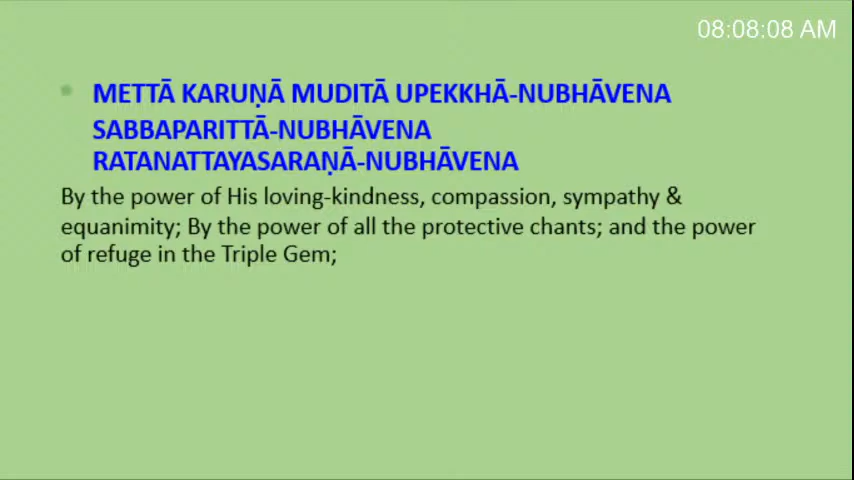 08:08:08 AM
METTĀ KARUṆĀ MUDITĀ UPEKKHĀ-NUBHĀVENA
SABBAPARITTĀ-NUBHĀVENA
RATANATTAYASARAṆĀ-NUBHĀVENA
By the power of His loving-kindness, compassion, sympathy &
equanimity; By the power of all the protective chants; and the power
of refuge in the Triple Gem;